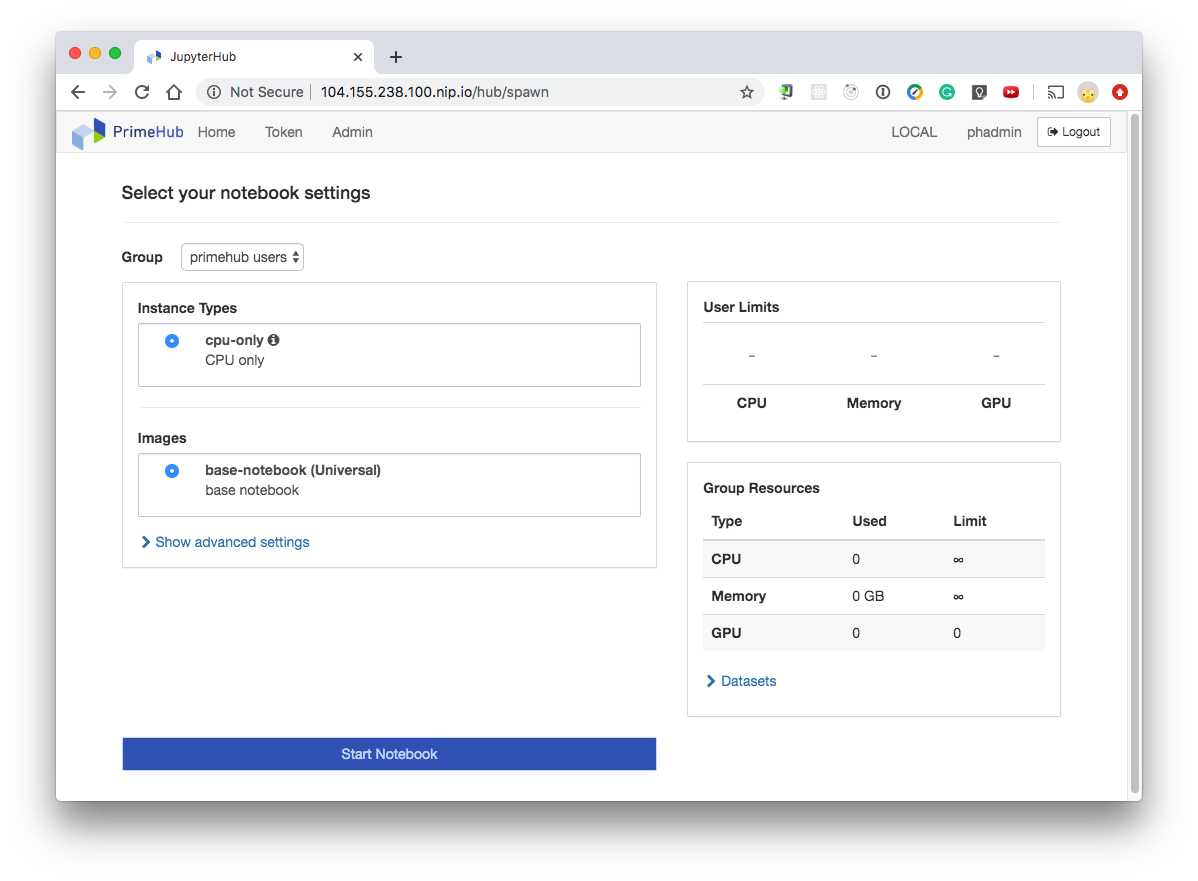 JupyterHub
Not Secure | 104.155.238.100.nip.io/hub/spawn
PrimeHub Home Token Admin LOCAL phadmin Logout
Select your notebook settings
Group primehub users
Instance Types
cpu-only
CPU only
Images
base-notebook (Universal)
base notebook
Show advanced settings
Start Notebook
User Limits
- - -
CPU Memory GPU
Group Resources
Type Used Limit
CPU 0 ∞
Memory 0 GB ∞
GPU 0 0
Datasets